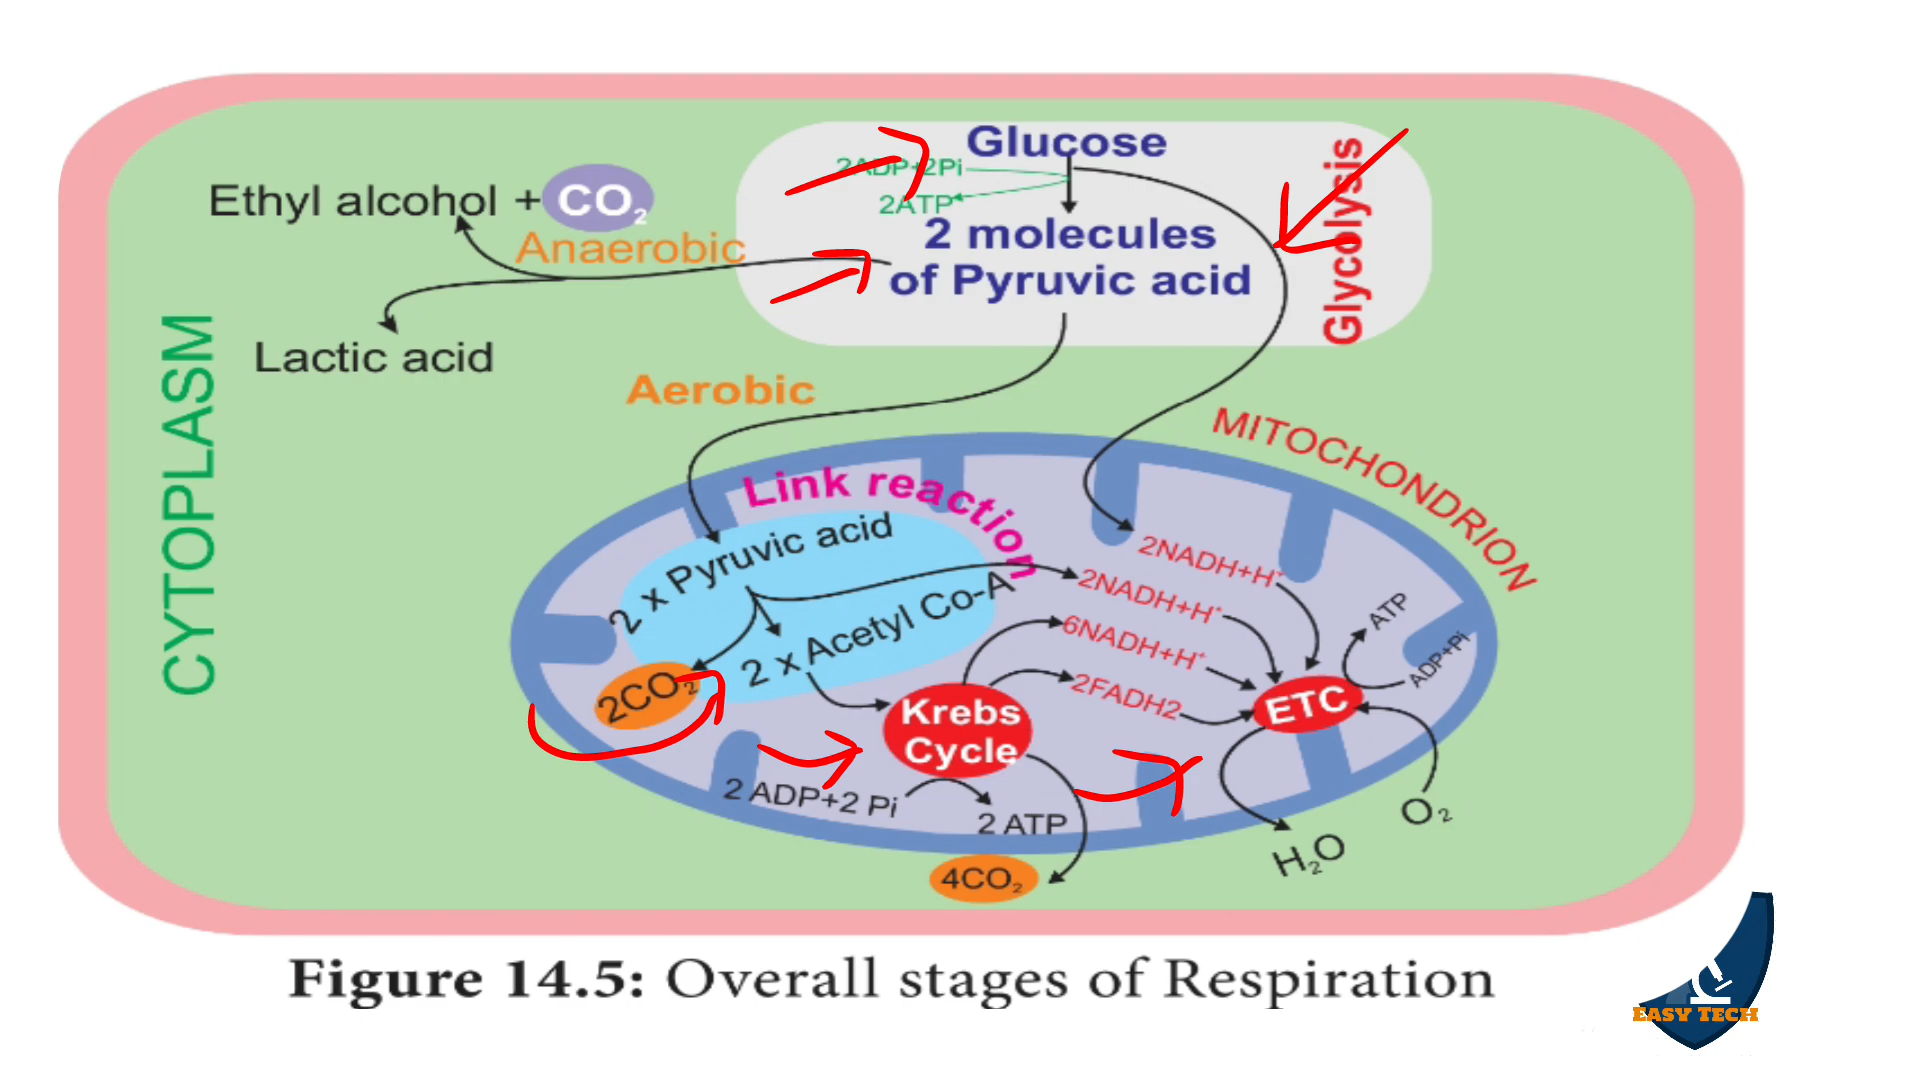 Glucose
2ADP+2Pi
2ATP
2 molecules
of Pyruvic acid
Glycolysis
Ethyl alcohol + CO₂
Anaerobic
Lactic acid
CYTOPLASM
Aerobic
MITOCHONDRION
Link reaction
2 x Pyruvic acid
2 x Acetyl Co-A
2CO₂
2NADH+H⁺
2NADH+H⁺
6NADH+H⁺
2FADH2
Krebs
Cycle
ETC
ATP
ADP+Pi
2 ADP+2 Pi
2 ATP
4CO₂
H₂O
O₂
Figure 14.5: Overall stages of Respiration
EASY TECH